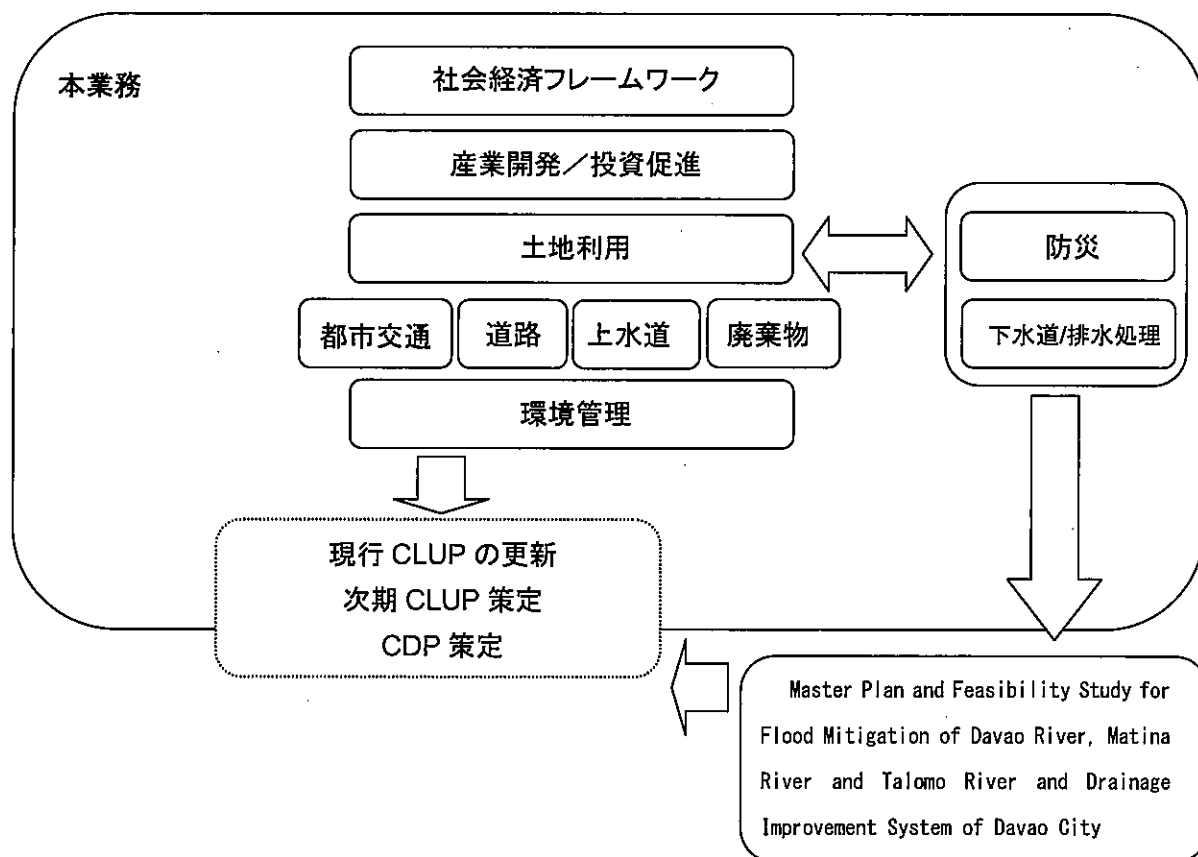 本業務
社会経済フレームワーク
産業開発／投資促進
土地利用
防災
都市交通
道路
上水道
廃棄物
下水道/排水処理
環境管理
現行 CLUP の更新
次期 CLUP 策定
CDP 策定
Master Plan and Feasibility Study for
Flood Mitigation of Davao River, Matina
River and Talomo River and Drainage
Improvement System of Davao City